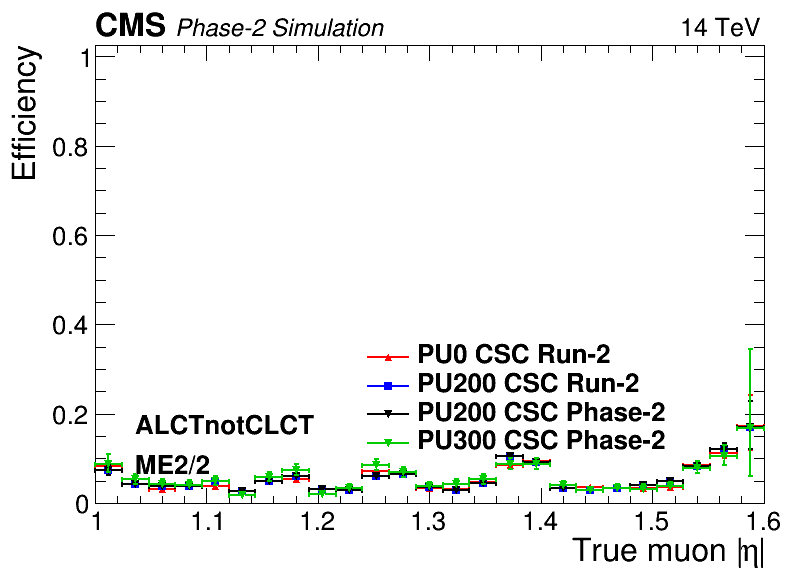 CMS Phase-2 Simulation 14 TeV
Efficiency
1
0.8
0.6
0.4
0.2
0
PU0 CSC Run-2
PU200 CSC Run-2
PU200 CSC Phase-2
PU300 CSC Phase-2
ALCTnotCLCT
ME2/2
1 1.1 1.2 1.3 1.4 1.5 1.6
True muon |η|